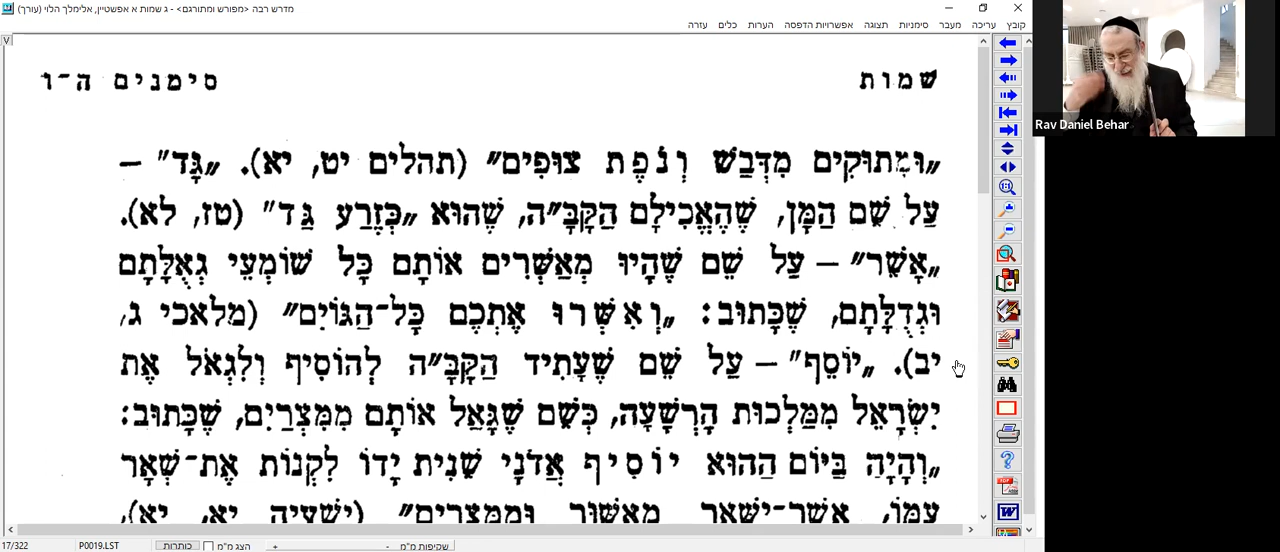 מדרש רבה <מפורש ומתורגם> - ג שמות א אפשטיין, אלימלך הלוי (עורך)
קובץ עריכה מעבר סימניות תצוגה אפשרויות הדפסה הערות כלים עזרה
Rav Daniel Behar
שמות סימנים ה־ו
„וּמְתוּקִים מִדְּבַשׁ וְנֹפֶת צוּפִים" (תהלים יט, יא). „גָּד" –
עַל שֵׁם הַמָּן, שֶׁהֶאֱכִילָם הַקָּבָּ"ה, שֶׁהוּא „כְּזֶרַע גַּד" (טז, לא).
„אָשֵׁר" – עַל שֵׁם שֶׁהָיוּ מְאַשְּׁרִים אוֹתָם כָּל שׁוֹמְעֵי גְאֻלָּתָם
וּגְדֻלָּתָם, שֶׁכָּתוּב: „וְאִשְּׁרוּ אֶתְכֶם כָּל־הַגּוֹיִם" (מלאכי ג,
יב). „יוֹסֵף" – עַל שֵׁם שֶׁעָתִיד הַקָּבָּ"ה לְהוֹסִיף וְלִגְאֹל אֶת
יִשְׂרָאֵל מִמַּלְכוּת הָרְשָׁעָה, כְּשֵׁם שֶׁגָּאַל אוֹתָם מִמִּצְרַיִם, שֶׁכָּתוּב:
„וְהָיָה בַּיּוֹם הַהוּא יוֹסִיף אֲדֹנָי שֵׁנִית יָדוֹ לִקְנוֹת אֶת־שְׁאָר
עַמּוֹ, אֲשֶׁר־יִשָּׁאֵר מֵאַשּׁוּר וּמִמִּצְרַיִם" (ישעיה יא, יא),
17/322 P0019.LST כותרות הצג מ"מ + - שקיפות מ"מ